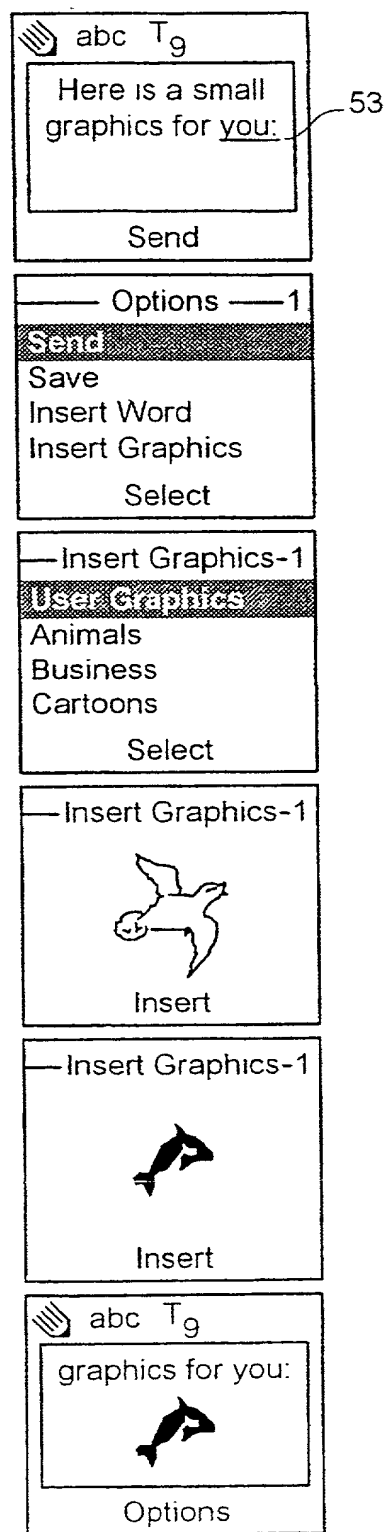 abc T9
Here is a small
graphics for you:
53
Send
Options 1
Send
Save
Insert Word
Insert Graphics
Select
Insert Graphics-1
User Graphics
Animals
Business
Cartoons
Select
Insert Graphics-1
Insert
Insert Graphics-1
Insert
abc T9
graphics for you:
Options